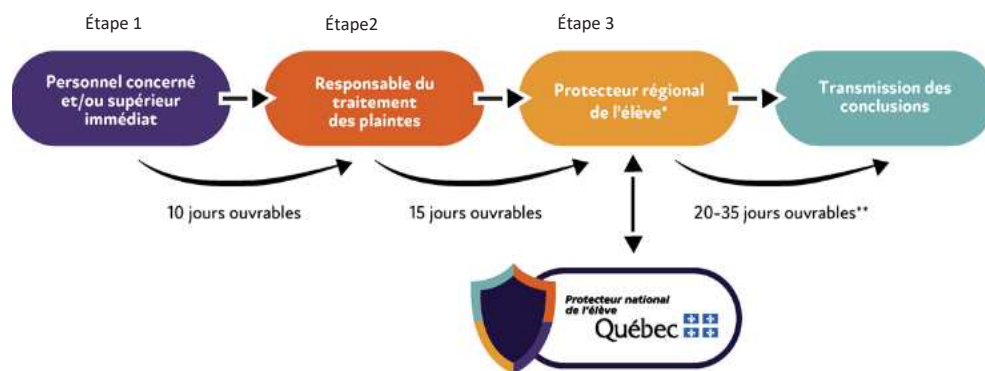 Étape 1
Étape2
Étape 3
Personnel concerné
et/ou supérieur
immédiat
Responsable du
traitement
des plaintes
Protecteur régional
de l'élève*
Transmission des
conclusions
10 jours ouvrables
15 jours ouvrables
20-35 jours ouvrables**
Protecteur national
de l'élève
Québec